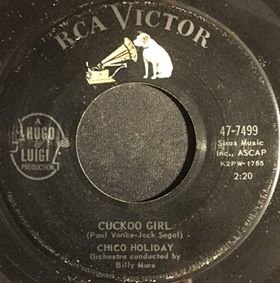 RCA VICTOR
A
HUGO
&
LUIGI
PRODUCTION
47-7499
Siras Music
Inc., ASCAP
K2PW-1765
2:20
CUCKOO GIRL
(Paul Vance-Jack Segal)
CHICO HOLIDAY
Orchestra conducted by
Billy Mure